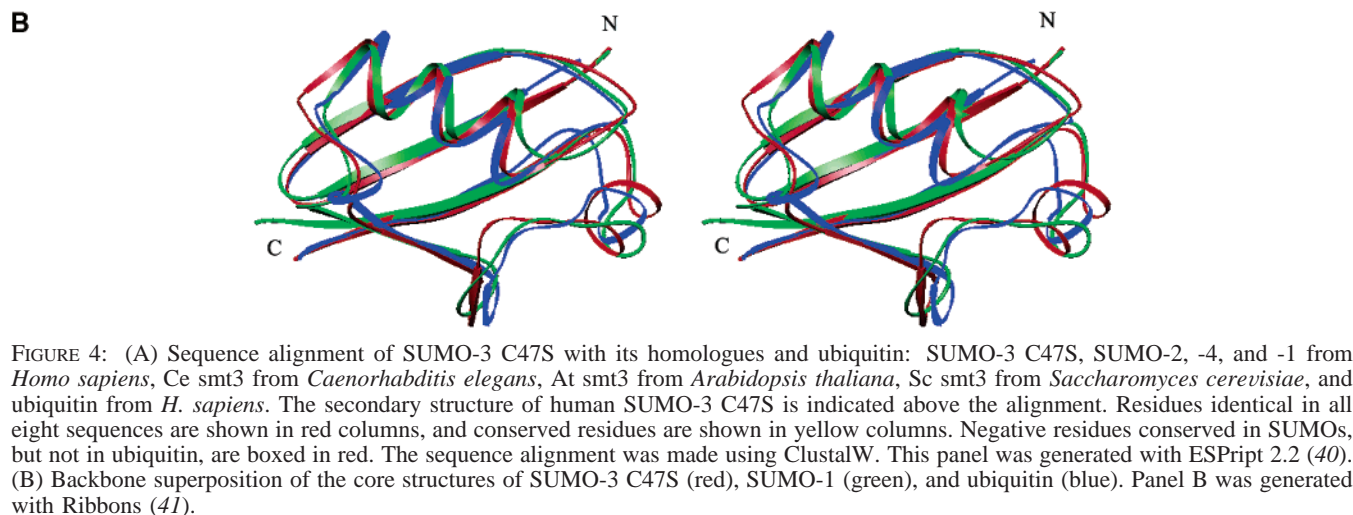 B
N
N
C
C
FIGURE 4: (A) Sequence alignment of SUMO-3 C47S with its homologues and ubiquitin: SUMO-3 C47S, SUMO-2, -4, and -1 from
Homo sapiens, Ce smt3 from Caenorhabditis elegans, At smt3 from Arabidopsis thaliana, Sc smt3 from Saccharomyces cerevisiae, and
ubiquitin from H. sapiens. The secondary structure of human SUMO-3 C47S is indicated above the alignment. Residues identical in all
eight sequences are shown in red columns, and conserved residues are shown in yellow columns. Negative residues conserved in SUMOs,
but not in ubiquitin, are boxed in red. The sequence alignment was made using ClustalW. This panel was generated with ESPript 2.2 (40).
(B) Backbone superposition of the core structures of SUMO-3 C47S (red), SUMO-1 (green), and ubiquitin (blue). Panel B was generated
with Ribbons (41).